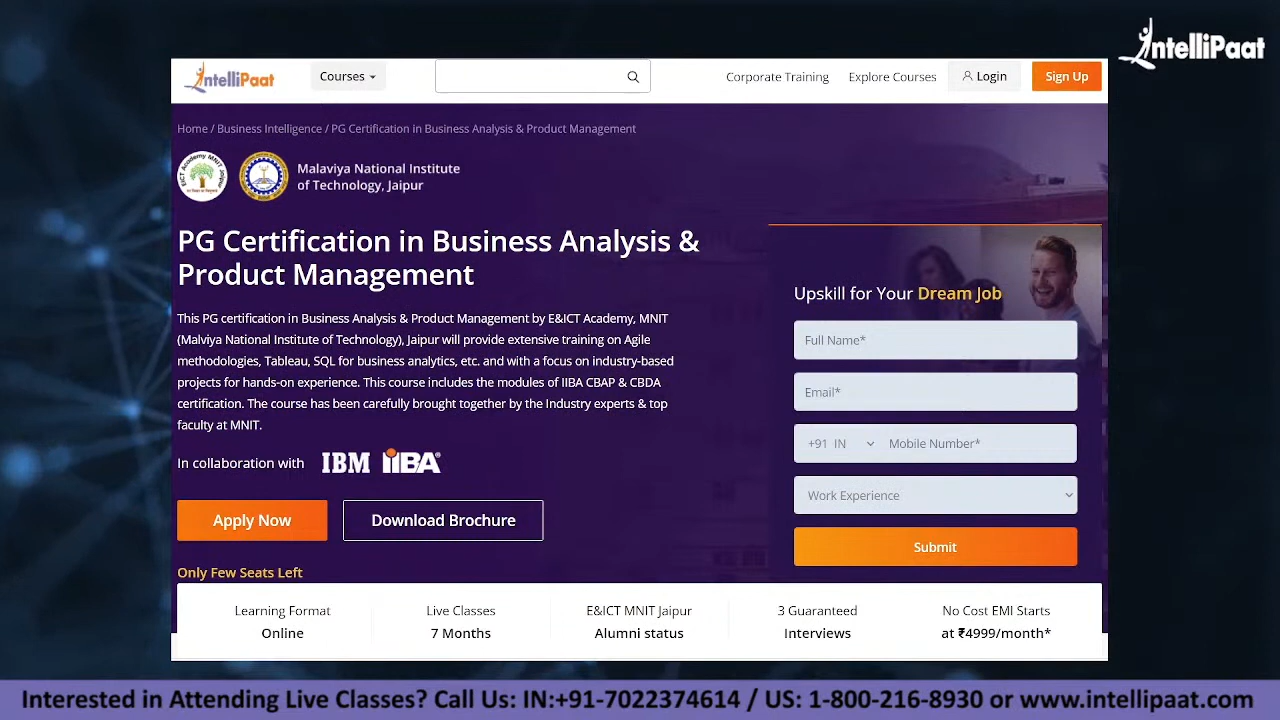 IntelliPaat
IntelliPaat
Courses
Corporate Training
Explore Courses
Login
Sign Up
Home / Business Intelligence / PG Certification in Business Analysis & Product Management
E&ICT Academy MNIT Jaipur
Malaviya National Institute
of Technology, Jaipur
PG Certification in Business Analysis &
Product Management
This PG certification in Business Analysis & Product Management by E&ICT Academy, MNIT
(Malviya National Institute of Technology), Jaipur will provide extensive training on Agile
methodologies, Tableau, SQL for business analytics, etc. and with a focus on industry-based
projects for hands-on experience. This course includes the modules of IIBA CBAP & CBDA
certification. The course has been carefully brought together by the Industry experts & top
faculty at MNIT.
In collaboration with IBM IIBA
Apply Now
Download Brochure
Only Few Seats Left
Upskill for Your Dream Job
Full Name*
Email*
+91 IN
Mobile Number*
Work Experience
Submit
Learning Format
Online
Live Classes
7 Months
E&ICT MNIT Jaipur
Alumni status
3 Guaranteed
Interviews
No Cost EMI Starts
at ₹4999/month*
Interested in Attending Live Classes? Call Us: IN:+91-7022374614 / US: 1-800-216-8930 or www.intellipaat.com